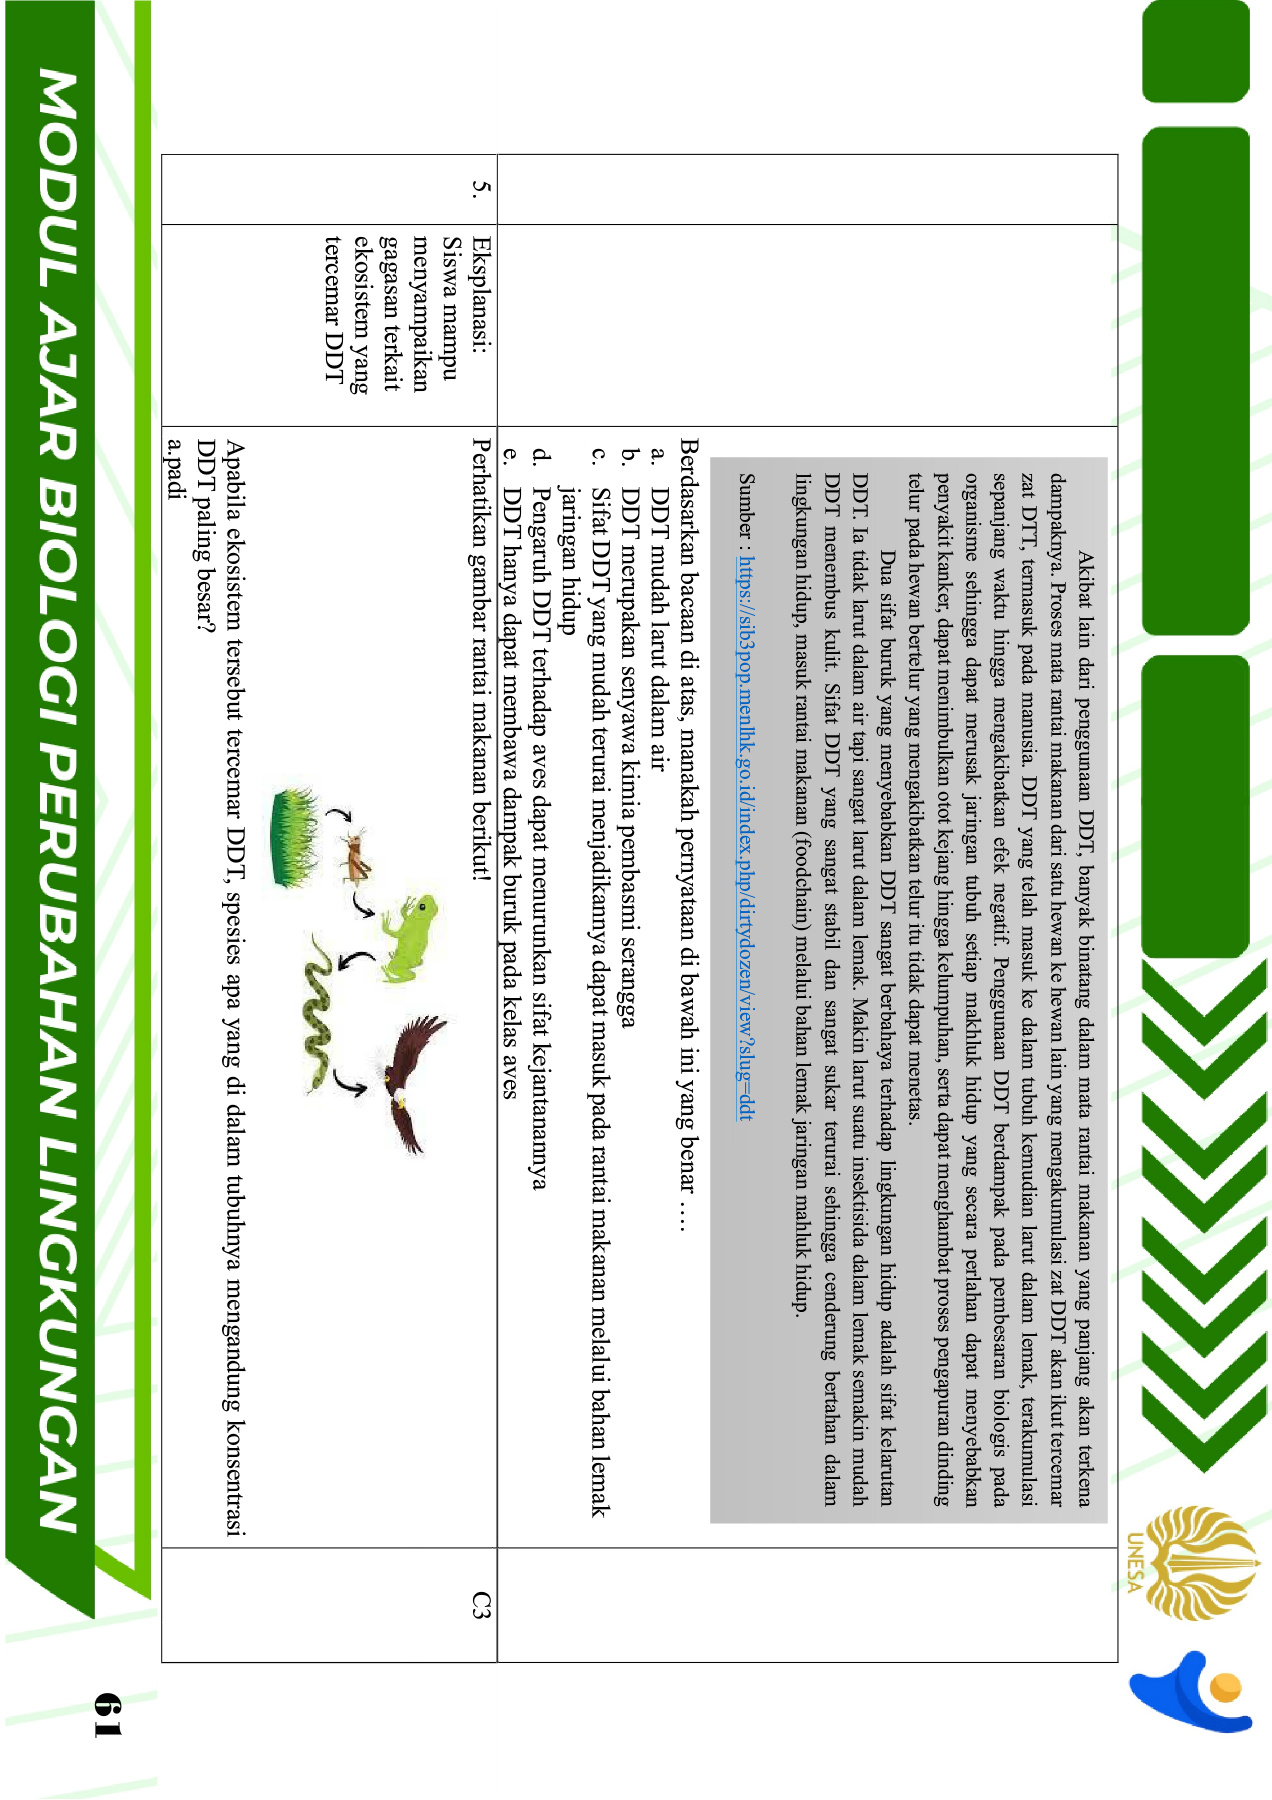 UNESA
Akibat lain dari penggunaan DDT, banyak binatang dalam mata rantai makanan yang panjang akan terkena
dampaknya. Proses mata rantai makanan dari satu hewan ke hewan lain yang mengakumulasi zat DDT akan ikut tercemar
zat DTT, termasuk pada manusia. DDT yang telah masuk ke dalam tubuh kemudian larut dalam lemak, terakumulasi
sepanjang waktu hingga mengakibatkan efek negatif. Penggunaan DDT berdampak pada pembesaran biologis pada
organisme sehingga dapat merusak jaringan tubuh setiap makhluk hidup yang secara perlahan dapat menyebabkan
penyakit kanker, dapat menimbulkan otot kejang hingga kelumpuhan, serta dapat menghambat proses pengapuran dinding
telur pada hewan bertelur yang mengakibatkan telur itu tidak dapat menetas.
Dua sifat buruk yang menyebabkan DDT sangat berbahaya terhadap lingkungan hidup adalah sifat kelarutan
DDT. Ia tidak larut dalam air tapi sangat larut dalam lemak. Makin larut suatu insektisida dalam lemak semakin mudah
DDT menembus kulit. Sifat DDT yang sangat stabil dan sangat sukar terurai sehingga cenderung bertahan dalam
lingkungan hidup, masuk rantai makanan (foodchain) melalui bahan lemak jaringan mahluk hidup.
Sumber : https://sib3pop.menlhk.go.id/index.php/dirtydozen/view?slug=ddt
Berdasarkan bacaan di atas, manakah pernyataan di bawah ini yang benar ….
a. DDT mudah larut dalam air
b. DDT merupakan senyawa kimia pembasmi serangga
c. Sifat DDT yang mudah terurai menjadikannya dapat masuk pada rantai makanan melalui bahan lemak
jaringan hidup
d. Pengaruh DDT terhadap aves dapat menurunkan sifat kejantanannya
e. DDT hanya dapat membawa dampak buruk pada kelas aves
5.
Eksplanasi:
Siswa mampu
menyampaikan
gagasan terkait
ekosistem yang
tercemar DDT
Perhatikan gambar rantai makanan berikut!
Apabila ekosistem tersebut tercemar DDT, spesies apa yang di dalam tubuhnya mengandung konsentrasi
DDT paling besar?
a.padi
C3
MODUL AJAR BIOLOGI PERUBAHAN LINGKUNGAN
61